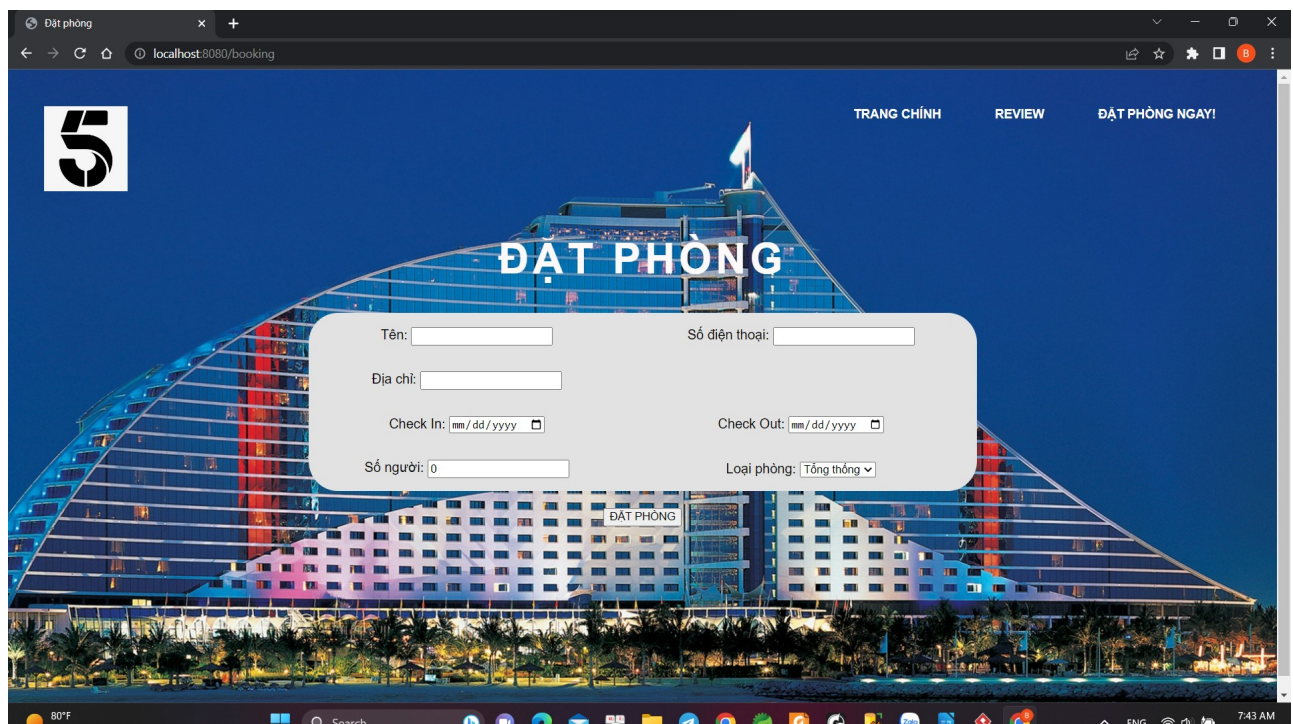 Đặt phòng
localhost:8080/booking
B
5
TRANG CHÍNH REVIEW ĐẶT PHÒNG NGAY!
ĐẶT PHÒNG
Tên: Số điện thoại:
Địa chỉ:
Check In: mm/dd/yyyy Check Out: mm/dd/yyyy
Số người: 0 Loại phòng: Tổng thống
ĐẶT PHÒNG
80°F Search Zalo ENG 7:43 AM